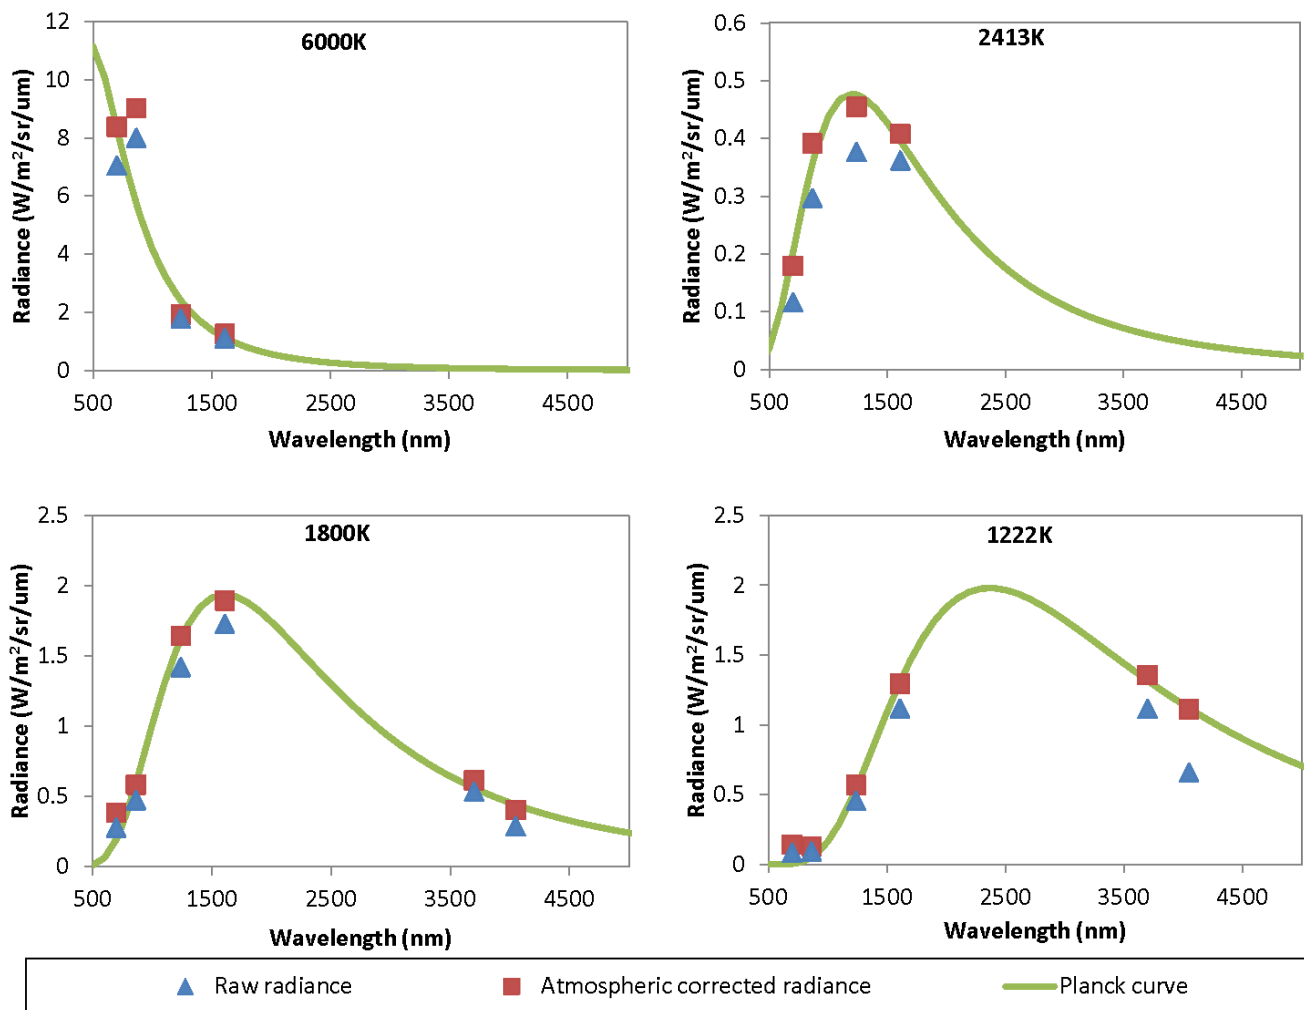 6000K
Radiance (W/m²/sr/um)
12
10
8
6
4
2
0
500 1500 2500 3500 4500
Wavelength (nm)
2413K
Radiance (W/m²/sr/um)
0.6
0.5
0.4
0.3
0.2
0.1
0
500 1500 2500 3500 4500
Wavelength (nm)
1800K
Radiance (W/m²/sr/um)
2.5
2
1.5
1
0.5
0
500 1500 2500 3500 4500
Wavelength (nm)
1222K
Radiance (W/m²/sr/um)
2.5
2
1.5
1
0.5
0
500 1500 2500 3500 4500
Wavelength (nm)
Raw radiance Atmospheric corrected radiance Planck curve